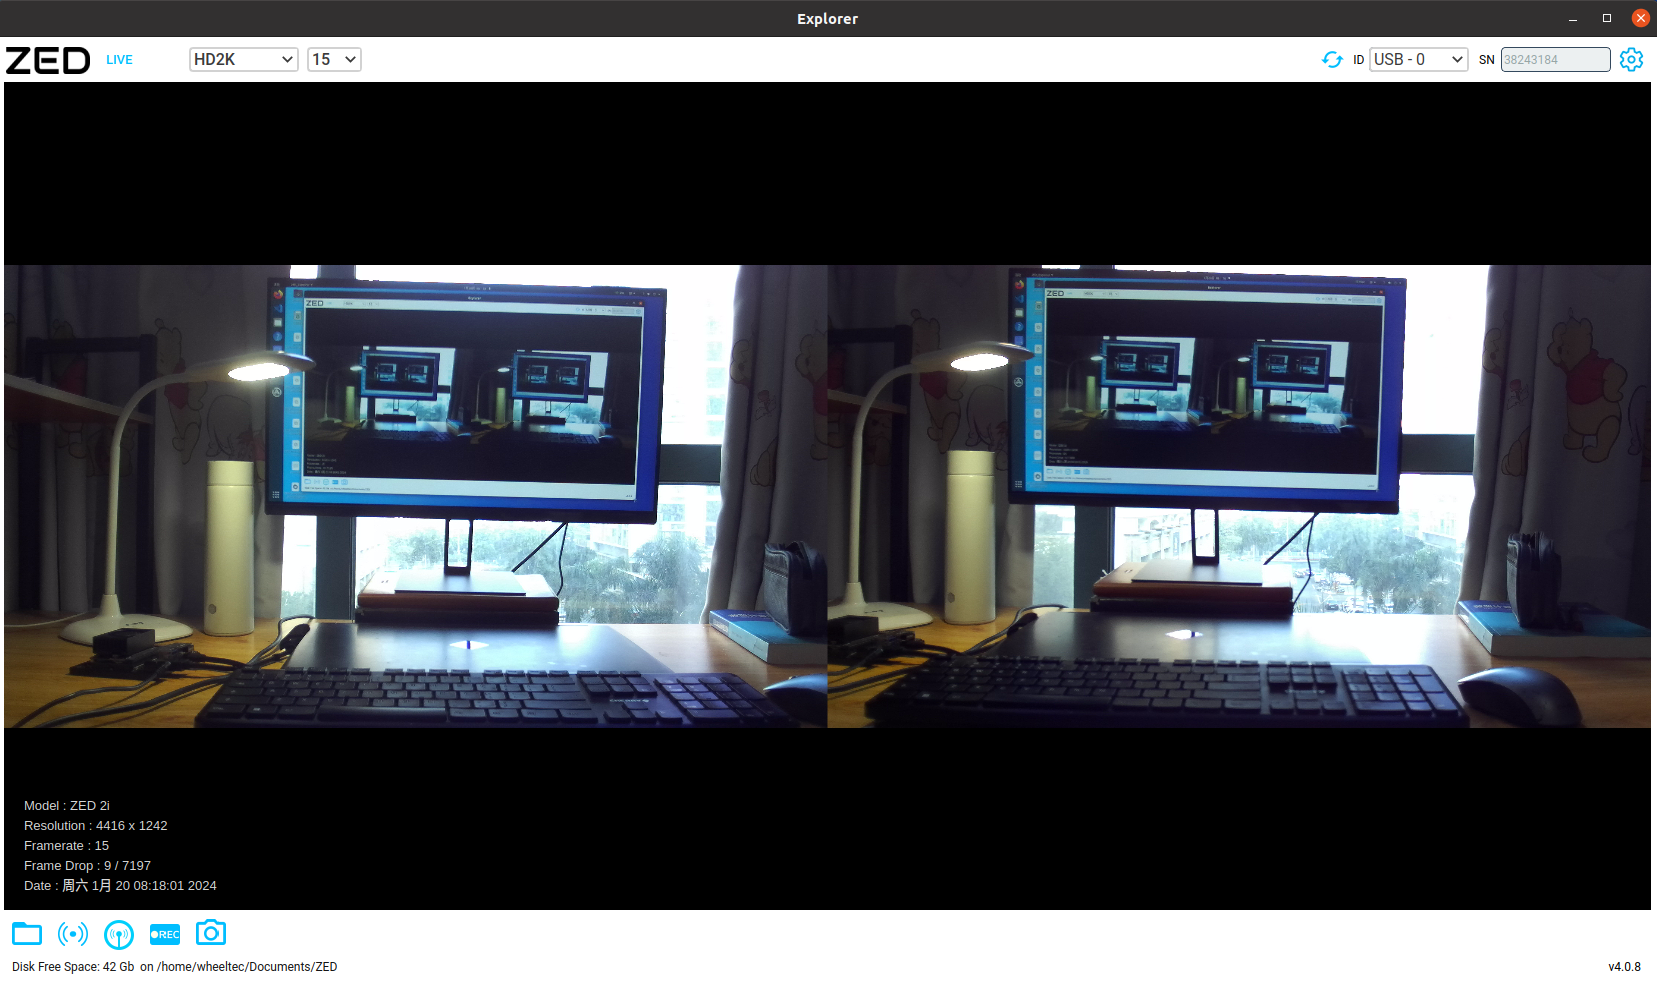 Explorer
ZED LIVE HD2K 15 ID USB - 0 SN 38243184
ZED
ZED
Model : ZED 2i
Resolution : 4416 x 1242
Framerate : 15
Frame Drop : 9 / 7197
Date : 周六 1月 20 08:18:01 2024
REC
Disk Free Space: 42 Gb on /home/wheeltec/Documents/ZED v4.0.8